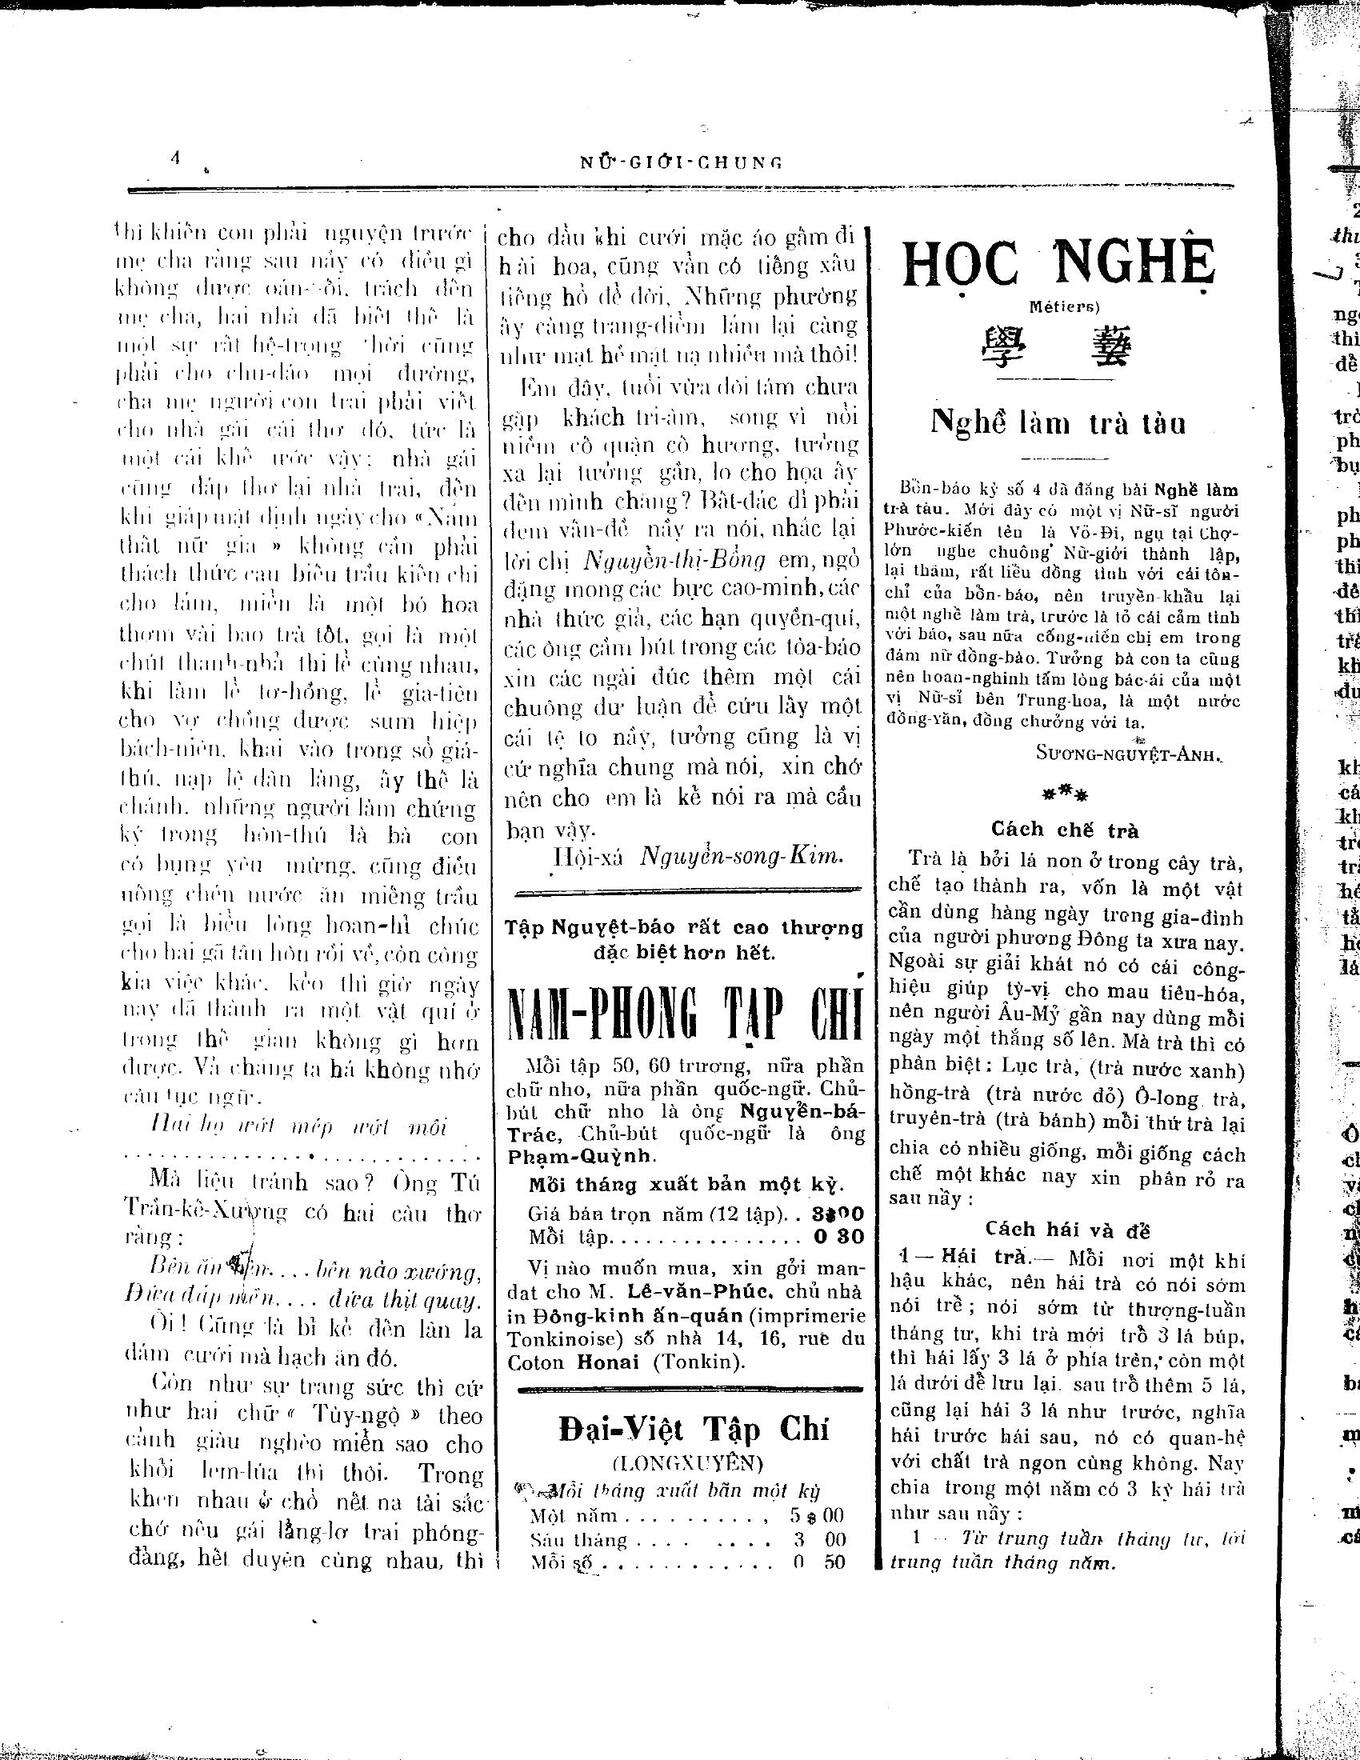 4
NỮ-GIỚI-CHUNG
thì khiến con phải nguyện trước
mẹ cha rằng sau nầy có điều gì
không được oán-hối, trách đến
mẹ cha, hai nhà đã biết thế là
một sự rất hệ-trọng thời cũng
phải cho chu-đáo mọi đường,
cha mẹ người con trai phải viết
cho nhà gái cái thơ đó, tức là
một cái khế ước vậy; nhà gái
cũng đáp thơ lại nhà trai, đến
khi giáp mặt định ngày cho « Nam
thất nữ gia » không cần phải
thách thức cau biêu trầu kiên chi
cho lắm, miễn là một bó hoa
thơm vài bao trà tốt, gọi là một
chút thanh-nhã thì lễ cùng nhau,
khi làm lễ tơ-hồng, lễ gia-tiên
cho vợ chồng được sum hiệp
bách-niên, khai vào trong sổ giá-
thú, nạp lệ dân làng, ấy thế là
chánh, những người làm chứng
ký trong hôn-thú là bà con
có bụng yêu mừng, cũng điều
uống chén nước ăn miếng trầu
gọi là biểu lòng hoan-hỉ chúc
cho hai gã tân hôn rồi về, còn công
kia việc khác, kẻo thì giờ ngày
nay đã thành ra một vật quí ở
trong thế gian không gì hơn
được. Và chăng ta há không nhớ
câu tục ngữ.
Hai họ ướt mép ướt môi
. . . . . . . . . . . . . . . . . . . . . . . .
Mà liệu tránh sao? Ông Tú
Trần-kế-Xương có hai câu thơ
rằng :
Bên ăn .... bên nào xướng,
Đứa đáp mền.... đứa thịt quay.
Ôi! Cũng là bỉ kẻ đến làn la
đám cưới mà hạch ăn đó.
Còn như sự trang sức thì cứ
như hai chữ « Tùy-ngộ » theo
cảnh giàu nghèo miễn sao cho
khỏi lem-lúa thì thôi. Trong
khen nhau ở chỗ nết na tài sắc
chớ nêu gái lẳng-lơ trai phóng-
đảng, hết duyên cùng nhau, thì
cho dầu khi cưới mặc áo gấm đi
hài hoa, cũng vẫn có tiếng xấu
tiếng hổ để đời, Những phường
ấy càng trang-điểm lắm lại càng
như mạt hề mặt nạ nhiều mà thôi!
Em đây, tuổi vừa đôi tám chưa
gặp khách tri-âm, song vì nỗi
niềm cố quận cố hương, tưởng
xa lại tưởng gần, lo cho họa ấy
đến mình chăng? Bất-đắc dĩ phải
đem vấn-đề nầy ra nói, nhắc lại
lời chị Nguyễn-thị-Bổng em, ngỏ
đặng mong các bực cao-minh, các
nhà thức giả, các hạn quyền-quí,
các ông cầm bút trong các tòa-báo
xin các ngài đúc thêm một cái
chuông dư luận để cứu lấy một
cái tệ to nầy, tưởng cũng là vị
cứ nghĩa chung mà nói, xin chớ
nên cho em là kẻ nói ra mà cầu
bạn vậy.
Hội-xá Nguyễn-song-Kim.
Tập Nguyệt-báo rất cao thượng
đặc biệt hơn hết.
NAM-PHONG TẠP CHÍ
Mỗi tập 50, 60 trương, nữa phần
chữ nho, nữa phần quốc-ngữ. Chủ-
bút chữ nho là ông Nguyễn-bá-
Trác, Chủ-bút quốc-ngữ là ông
Phạm-Quỳnh.
Mỗi tháng xuất bản một kỳ.
Giá bán trọn năm (12 tập).. 3$00
Mỗi tập................ 0 30
Vị nào muốn mua, xin gởi man-
dat cho M. Lê-văn-Phúc, chủ nhà
in Đông-kinh ấn-quán (imprimerie
Tonkinoise) số nhà 14, 16, rue du
Coton Honai (Tonkin).
Đại-Việt Tập Chí
(LONGXUYÊN)
Mỗi tháng xuất bản một kỳ
Một năm . . . . . . . . . . , 5 $ 00
Sáu tháng . . . . . . . . 3 00
Mỗi số. . . . . . . . . . . . . 0 50
HỌC NGHỆ
Métiers)
學 藝
Nghề làm trà tàu
Bổn-báo kỳ số 4 đã đăng bài Nghề làm
trà tàu. Mới đây có một vị Nữ-sĩ người
Phước-kiến tên là Võ-Đi, ngụ tại Chợ-
lớn nghe chuông Nữ-giới thành lập,
lại thăm, rất liều đồng tình với cái tôn-
chỉ của bổn-báo, nên truyền-khẩu lại
một nghề làm trà, trước là tỏ cái cảm tình
với báo, sau nữa cống-hiến chị em trong
đám nữ đồng-bào. Tưởng bà con ta cũng
nên hoan-nghinh tấm lòng bác-ái của một
vị Nữ-sĩ bên Trung-hoa, là một nước
đồng-văn, đồng chưởng với ta.
SƯƠNG-NGUYỆT-ANH.
***
Cách chế trà
Trà là bởi lá non ở trong cây trà,
chế tạo thành ra, vốn là một vật
cần dùng hàng ngày trong gia-đình
của người phương Đông ta xưa nay.
Ngoài sự giải khát nó có cái công-
hiệu giúp tỳ-vị cho mau tiêu-hóa,
nên người Âu-Mỹ gần nay dùng mỗi
ngày một thắng số lên. Mà trà thì có
phân biệt : Lục trà, (trà nước xanh)
hồng-trà (trà nước đỏ) Ô-long trà,
truyên-trà (trà bánh) mỗi thứ trà lại
chia có nhiều giống, mỗi giống cách
chế một khác nay xin phân rỏ ra
sau nầy :
Cách hái và để
1 — Hái trà.— Mỗi nơi một khí
hậu khác, nên hái trà có nói sớm
nói trễ ; nói sớm từ thượng-tuần
tháng tư, khi trà mới trổ 3 lá búp,
thì hái lấy 3 lá ở phía trên, còn một
lá dưới để lưu lại. sau trổ thêm 5 lá,
cũng lại hái 3 lá như trước, nghĩa
hái trước hái sau, nó có quan-hệ
với chất trà ngon cùng không. Nay
chia trong một năm có 3 kỳ hái trà
như sau nầy :
1 — Từ trung tuần tháng tư, tới
trung tuần tháng năm.